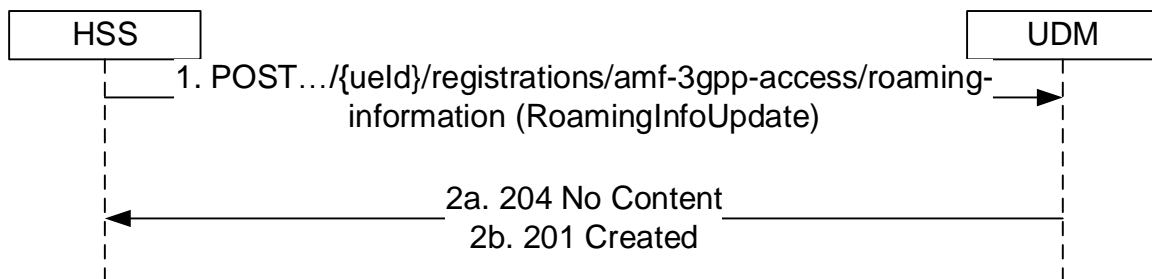 HSS
UDM
1. POST…/{ueId}/registrations/amf-3gpp-access/roaming-
information (RoamingInfoUpdate)
2a. 204 No Content
2b. 201 Created